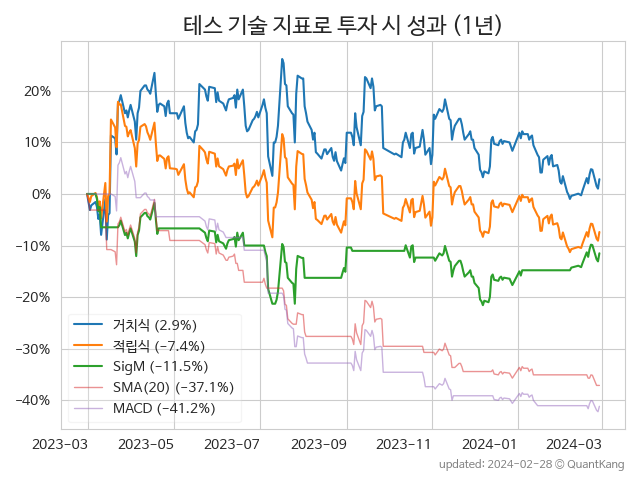 테스 기술 지표로 투자 시 성과 (1년)
20%
10%
0%
−10%
−20%
−30%
−40%
거치식 (2.9%)
적립식 (−7.4%)
SigM (−11.5%)
SMA(20) (−37.1%)
MACD (−41.2%)
2023−03
2023−05
2023−07
2023−09
2023−11
2024−01
2024−03
updated: 2024-02-28 © QuantKang